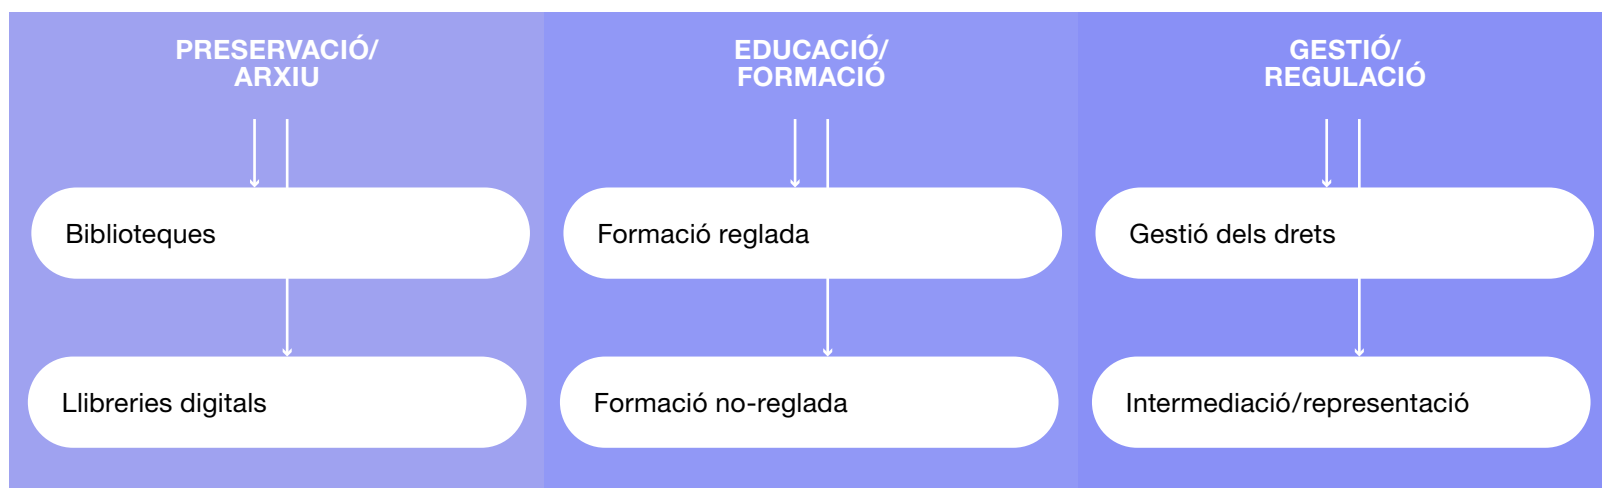 PRESERVACIÓ/
ARXIU
EDUCACIÓ/
FORMACIÓ
GESTIÓ/
REGULACIÓ
Biblioteques
Formació reglada
Gestió dels drets
Llibreries digitals
Formació no-reglada
Intermediació/representació